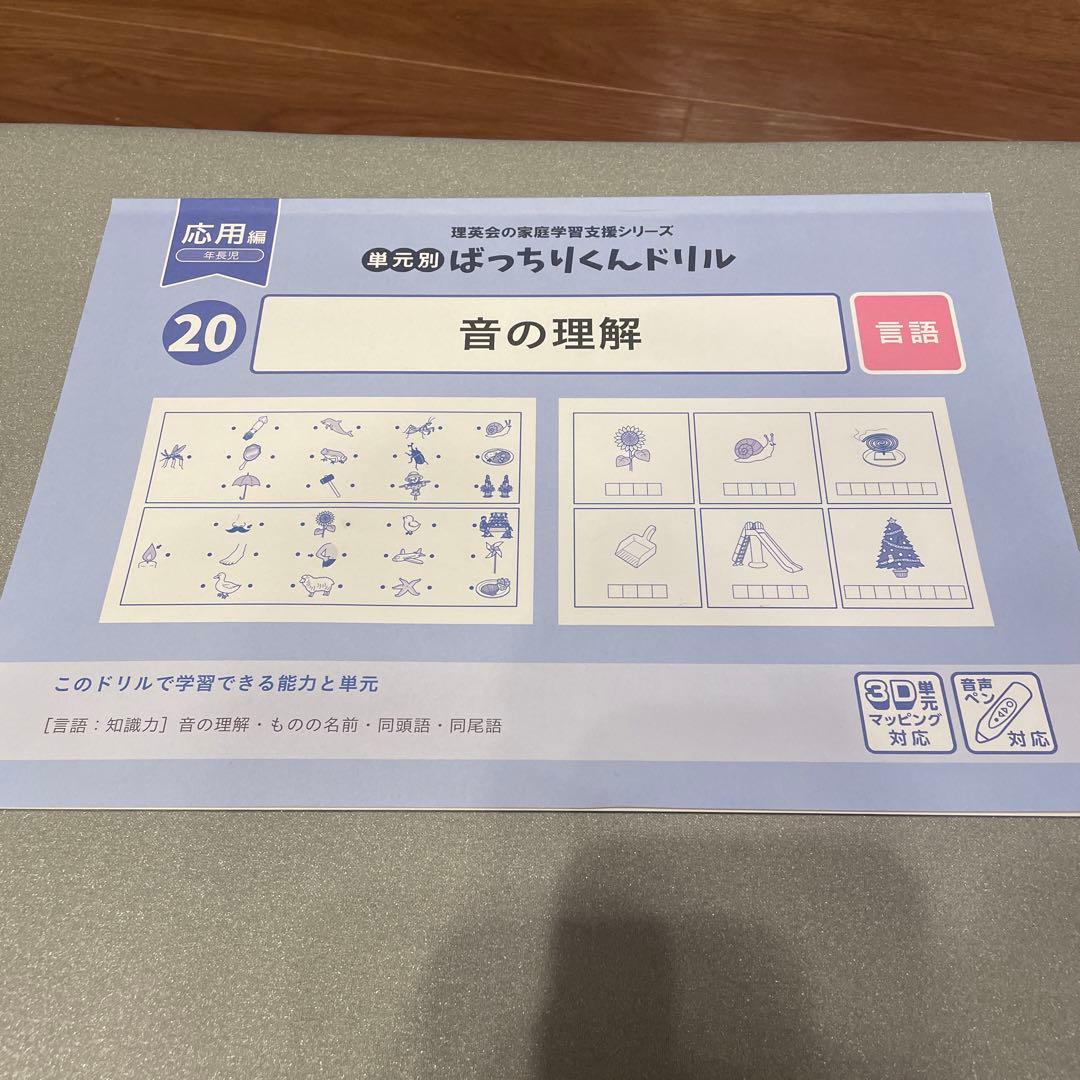 応用編
年長児
理英会の家庭学習支援シリーズ
単元別ばっちりくんドリル
20
音の理解
言語
このドリルで学習できる能力と単元
［言語：知識力］音の理解・ものの名前・同頭語・同尾語
3D単元
マッピング
対応
音声
ペン
対応